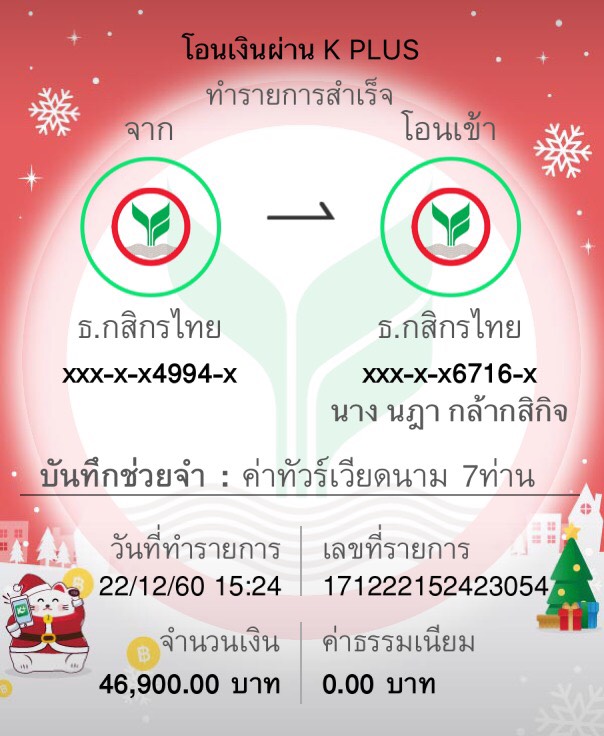 โอนเงินผ่าน K PLUS
ทำรายการสำเร็จ
จาก
โอนเข้า
ธ.กสิกรไทย
ธ.กสิกรไทย
xxx-x-x4994-x
xxx-x-x6716-x
นาง นฎา กล้ากสิกิจ
บันทึกช่วยจำ : ค่าทัวร์เวียดนาม 7ท่าน
วันที่ทำรายการ
เลขที่รายการ
22/12/60 15:24
171222152423054
จำนวนเงิน
ค่าธรรมเนียม
46,900.00 บาท
0.00 บาท
K+